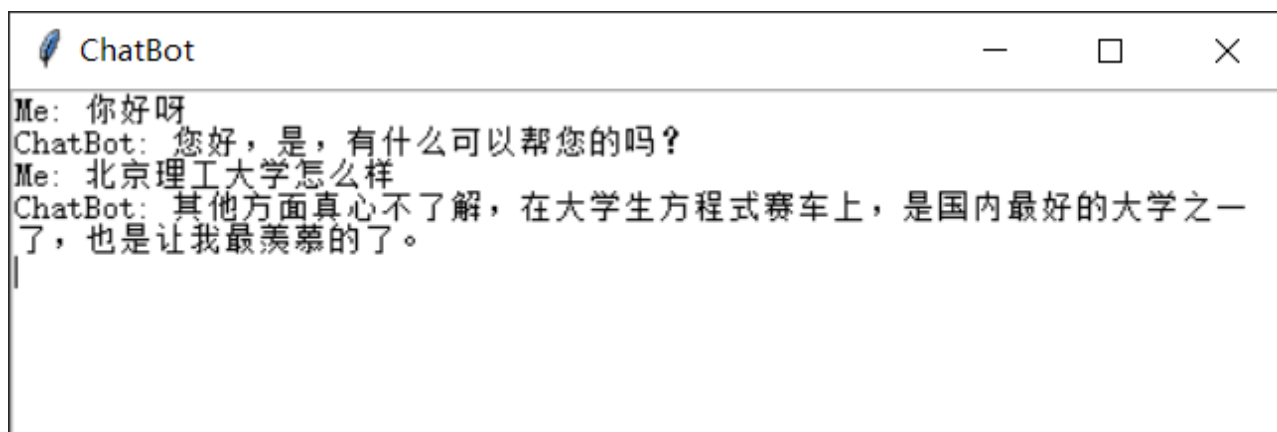 ChatBot
Me: 你好呀
ChatBot: 您好，是，有什么可以帮您的吗？
Me: 北京理工大学怎么样
ChatBot: 其他方面真心不了解，在大学生方程式赛车上，是国内最好的大学之一
了，也是让我最羡慕的了。